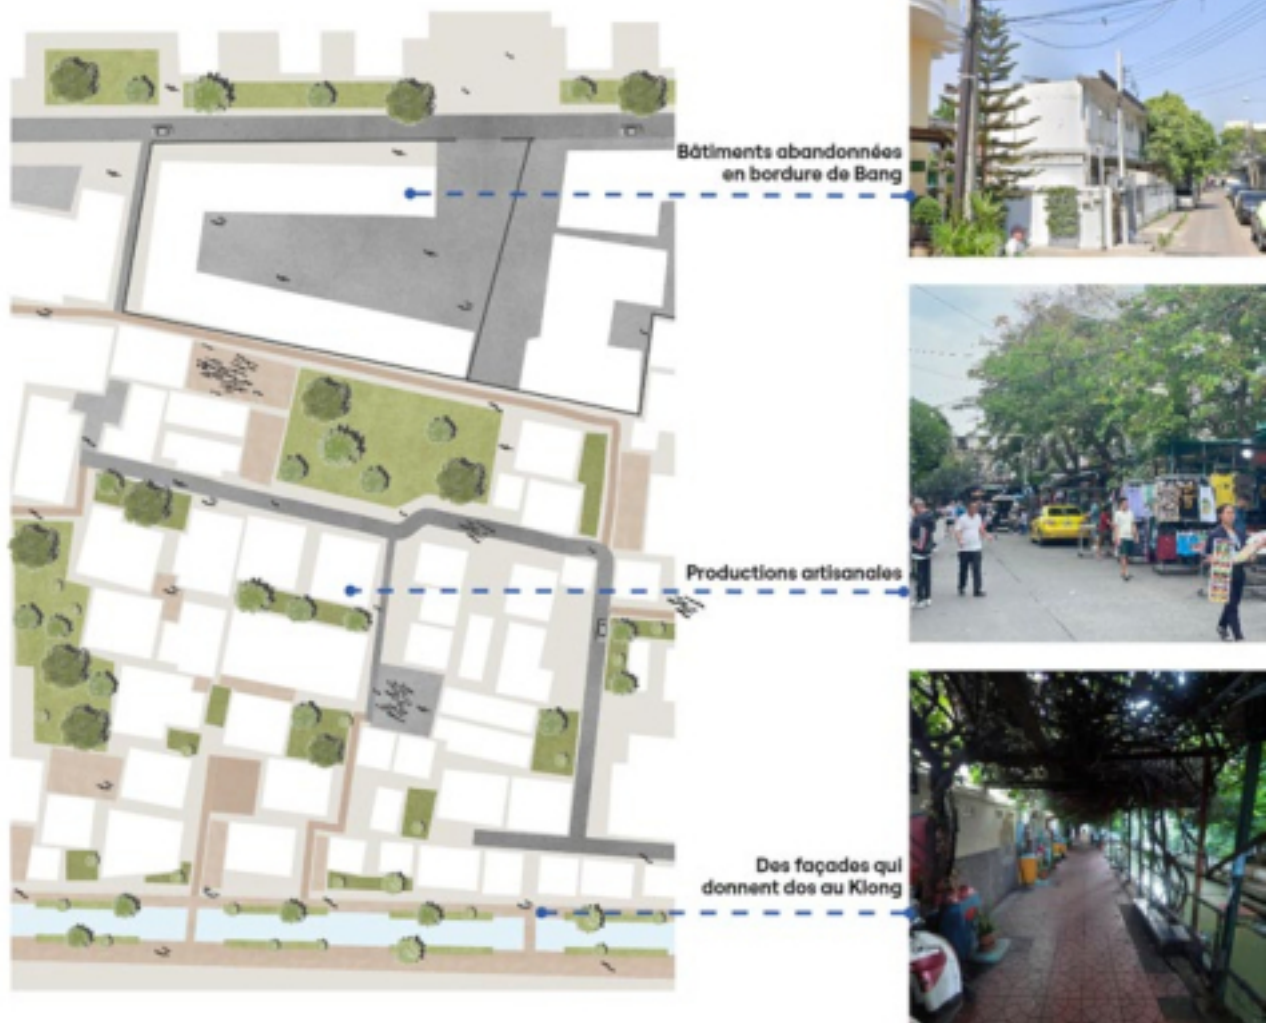 Bâtiments abandonnées
en bordure de Bang
Productions artisanales
Des façades qui
donnent dos au Klong